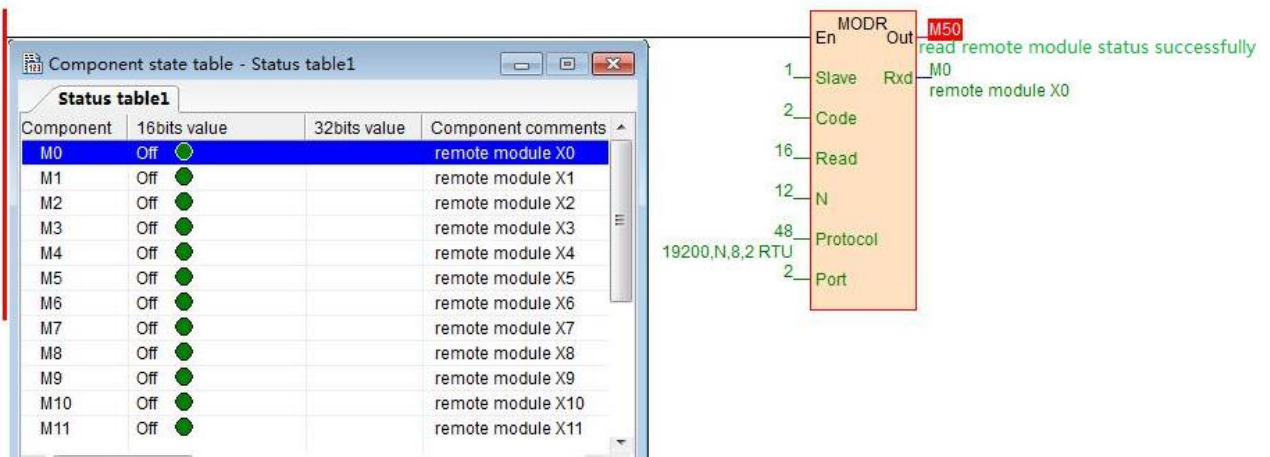 Component state table - Status table1
Status table1
Component 16bits value 32bits value Component comments
M0 Off remote module X0
M1 Off remote module X1
M2 Off remote module X2
M3 Off remote module X3
M4 Off remote module X4
M5 Off remote module X5
M6 Off remote module X6
M7 Off remote module X7
M8 Off remote module X8
M9 Off remote module X9
M10 Off remote module X10
M11 Off remote module X11
MODR
En Out M50
read remote module status successfully
1 Slave Rxd M0
remote module X0
2 Code
16 Read
12 N
48 Protocol
19200,N,8,2 RTU
2 Port